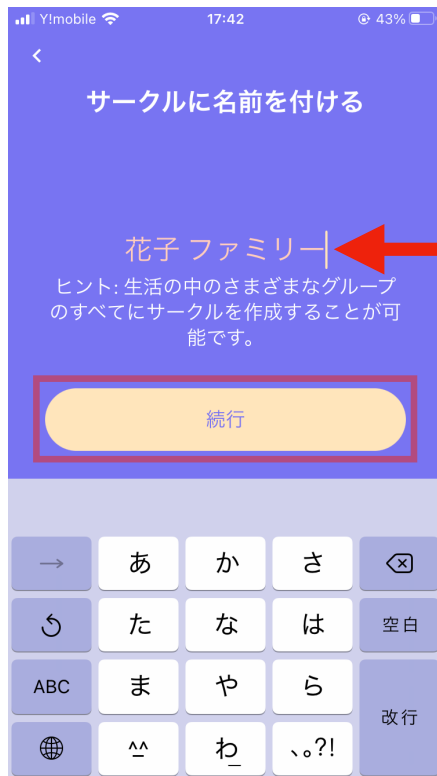 Y!mobile 17:42 43%
サークルに名前を付ける
花子 ファミリー
ヒント: 生活の中のさまざまなグループ
のすべてにサークルを作成することが可
能です。
続行
→ あ か さ
た な は 空白
ABC ま や ら
改行
^^ わ 、。?!